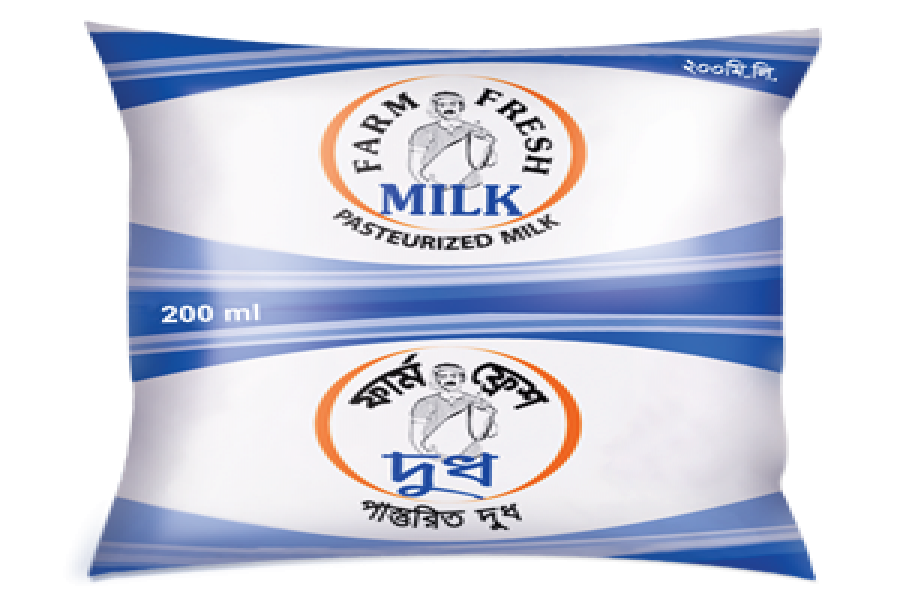 ২০০মি.লি.
FARM FRESH
MILK
PASTEURIZED MILK
200 ml
ফার্ম ফ্রেশ
দুধ
পাস্তুরিত দুধ